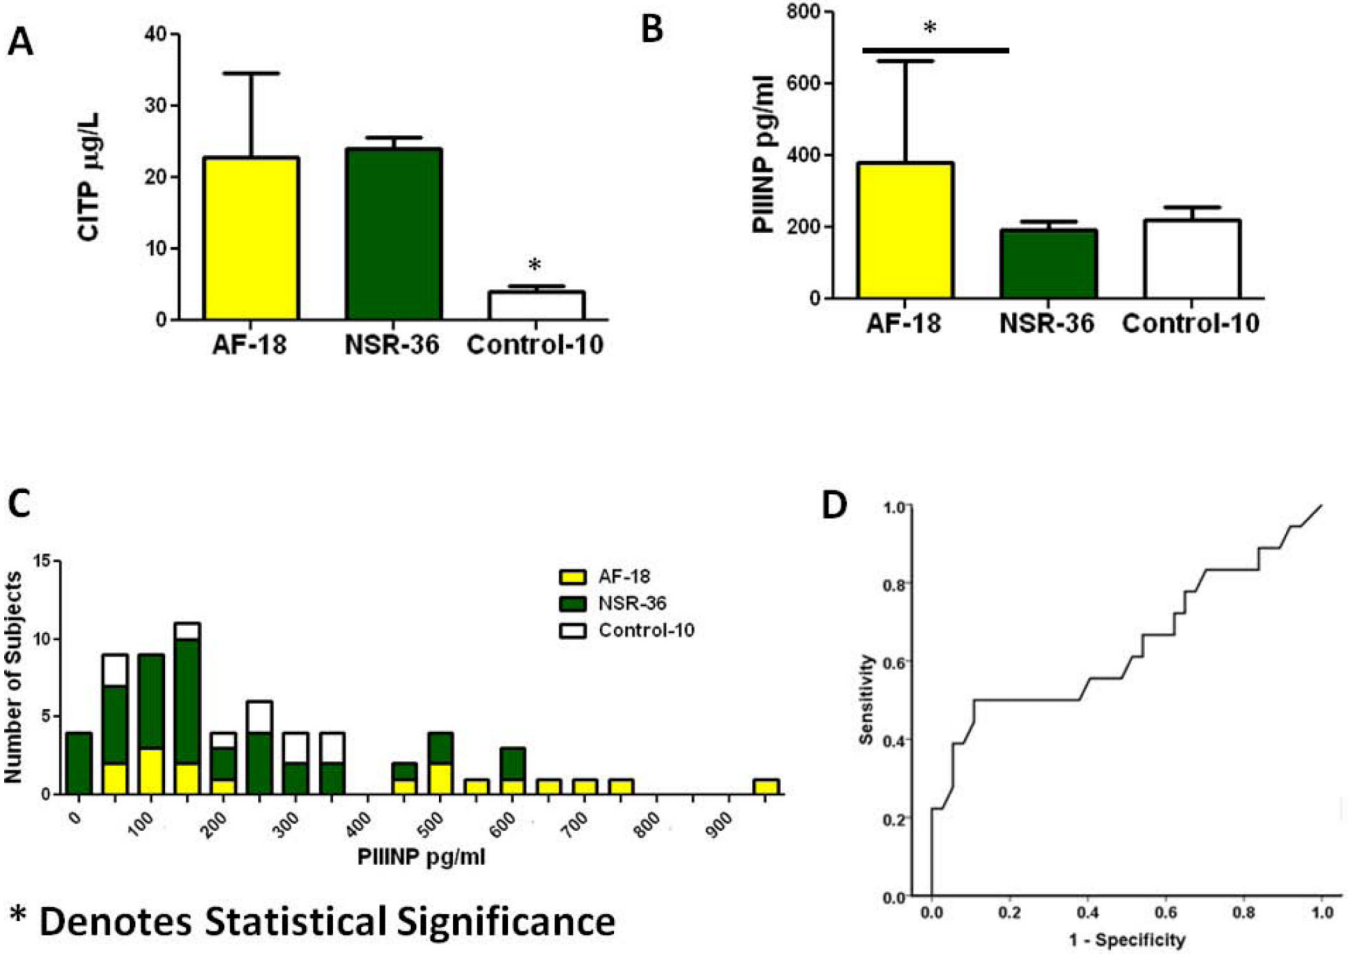 A
CITP μg/L
40
30
20
10
0
*
AF-18 NSR-36 Control-10
B
PIIINP pg/ml
800
600
400
200
0
*
AF-18 NSR-36 Control-10
C
Number of Subjects
15
10
5
0
AF-18
NSR-36
Control-10
0 100 200 300 400 500 600 700 800 900
PIIINP pg/ml
D
Sensitivity
1.0
0.8
0.6
0.4
0.2
0.0
0.0 0.2 0.4 0.6 0.8 1.0
1 - Specificity
* Denotes Statistical Significance